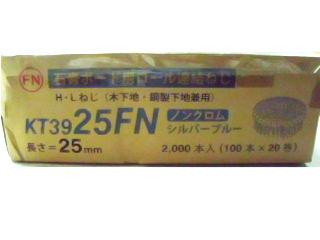 FN 石膏ボード用ロール連結ねじ
H・Lねじ(木下地・鋼製下地兼用)
KT3925FN ノンクロム シルバーブルー
長さ=25mm 2,000本入(100本×20巻)